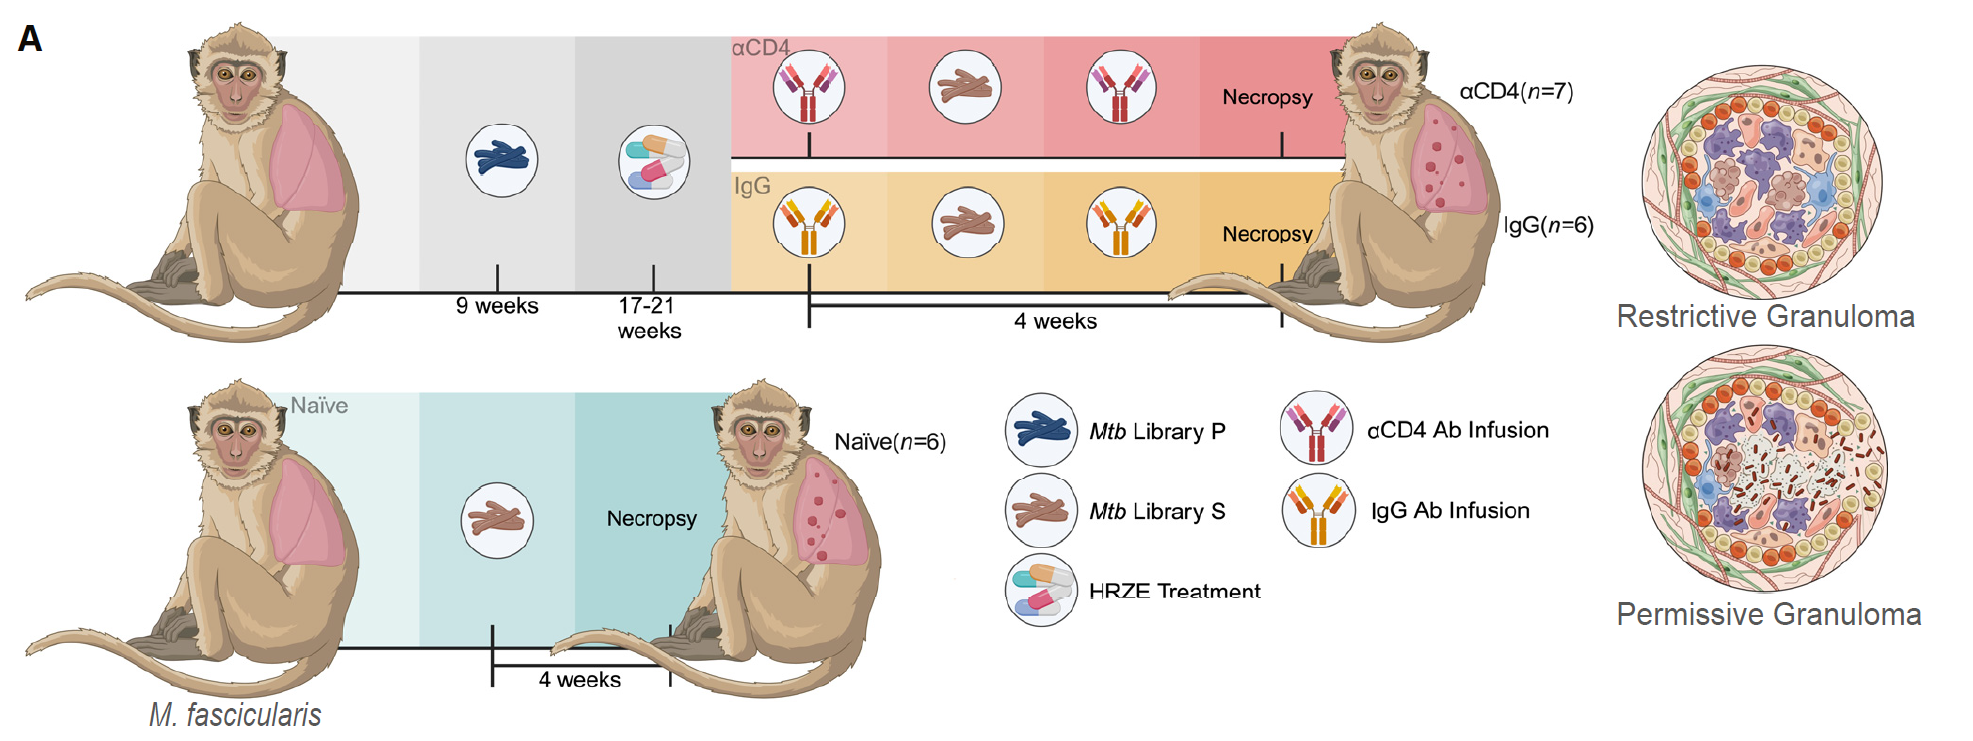 A
αCD4
Necropsy
αCD4(n=7)
IgG
Necropsy
IgG(n=6)
9 weeks
17-21
weeks
4 weeks
Restrictive Granuloma
Naïve
Necropsy
Naïve(n=6)
4 weeks
M. fascicularis
Mtb Library P
Mtb Library S
HRZE Treatment
αCD4 Ab Infusion
IgG Ab Infusion
Permissive Granuloma